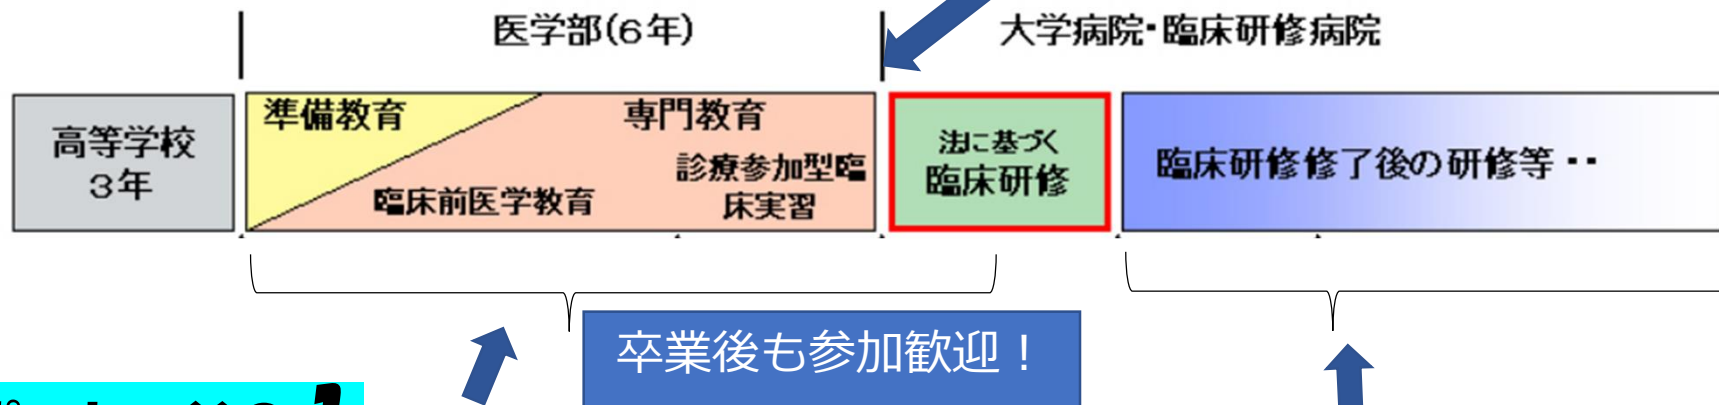 医学部(6年)
大学病院・臨床研修病院
高等学校
3年
準備教育
専門教育
臨床前医学教育
診療参加型臨
床実習
法に基づく
臨床研修
臨床研修修了後の研修等・・
卒業後も参加歓迎！